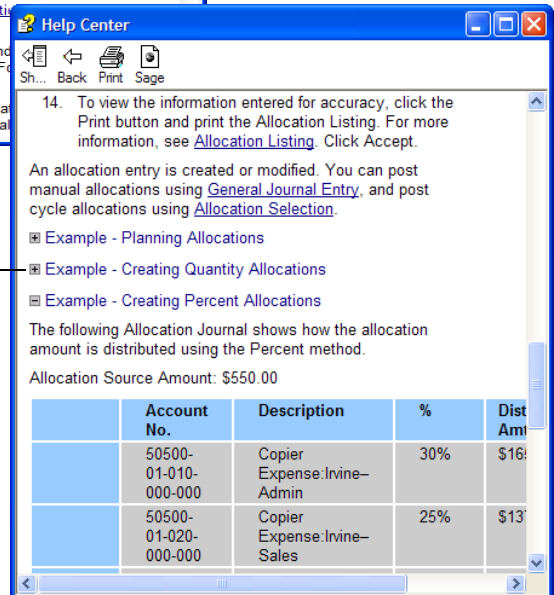 Help Center
Sh... Back Print Sage
14. To view the information entered for accuracy, click the
Print button and print the Allocation Listing. For more
information, see Allocation Listing. Click Accept.
An allocation entry is created or modified. You can post
manual allocations using General Journal Entry, and post
cycle allocations using Allocation Selection.
Example - Planning Allocations
Example - Creating Quantity Allocations
Example - Creating Percent Allocations
The following Allocation Journal shows how the allocation
amount is distributed using the Percent method.
Allocation Source Amount: $550.00
Account Description % Dist
No. Amt
50500- Copier 30% $16
01-010- Expense:Irvine–
000-000 Admin
50500- Copier 25% $13
01-020- Expense:Irvine–
000-000 Sales